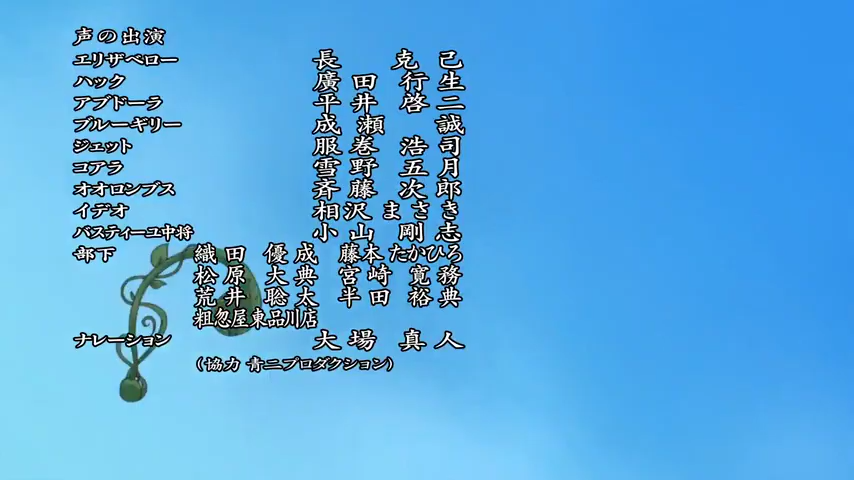 声の出演
エリザベロー 長 克己
ハック 廣田行生
アブドーラ 平井啓二
ブルーギリー 成瀬 誠
ジェット 服巻浩司
コアラ 雪野五月
オオロンブス 斉藤次郎
イデオ 相沢まさき
バスティーユ中将 小山剛志
部下 織田優成 藤本たかひろ
松原大典 宮崎寛務
荒井聡太 半田裕典
粗忽屋東品川店
ナレーション 大場真人
(協力 青二プロダクション)